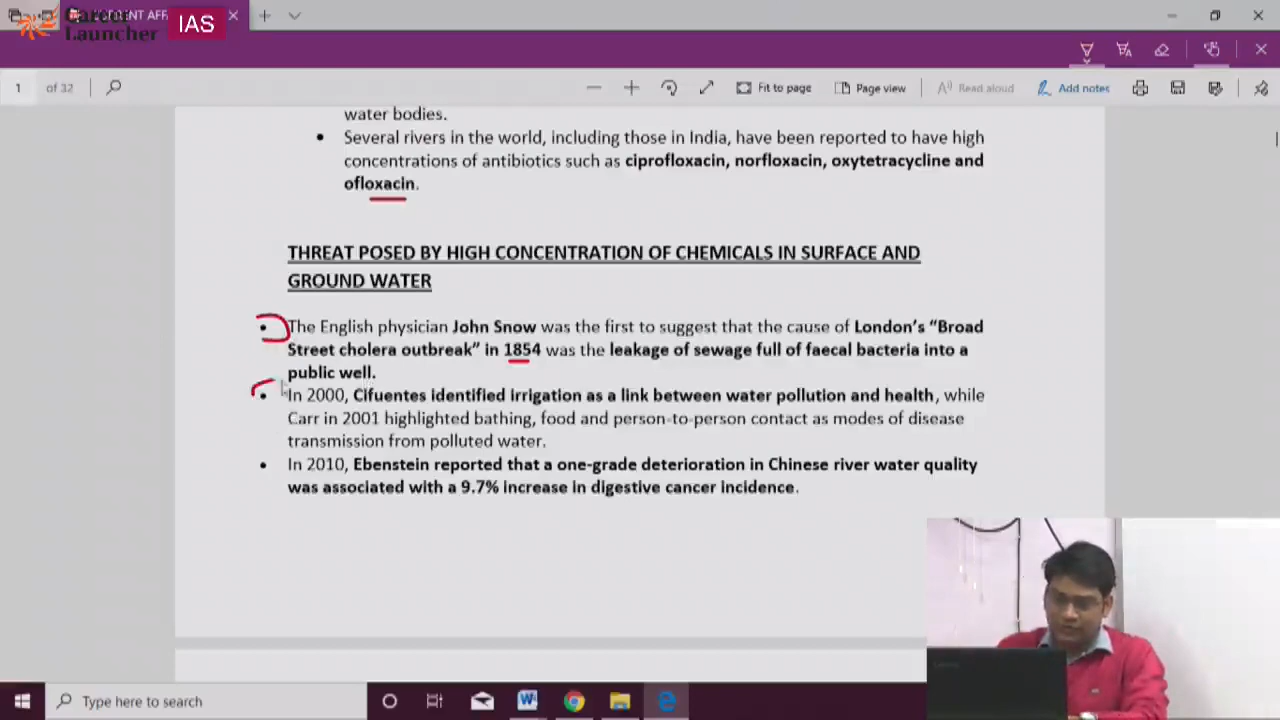 CURRENT AFF
Career
Launcher
IAS
1
of 32
Fit to page
Page view
Read aloud
Add notes
water bodies.
• Several rivers in the world, including those in India, have been reported to have high
concentrations of antibiotics such as ciprofloxacin, norfloxacin, oxytetracycline and
ofloxacin.
THREAT POSED BY HIGH CONCENTRATION OF CHEMICALS IN SURFACE AND
GROUND WATER
• The English physician John Snow was the first to suggest that the cause of London's “Broad
Street cholera outbreak” in 1854 was the leakage of sewage full of faecal bacteria into a
public well.
• In 2000, Cifuentes identified irrigation as a link between water pollution and health, while
Carr in 2001 highlighted bathing, food and person-to-person contact as modes of disease
transmission from polluted water.
• In 2010, Ebenstein reported that a one-grade deterioration in Chinese river water quality
was associated with a 9.7% increase in digestive cancer incidence.
Type here to search